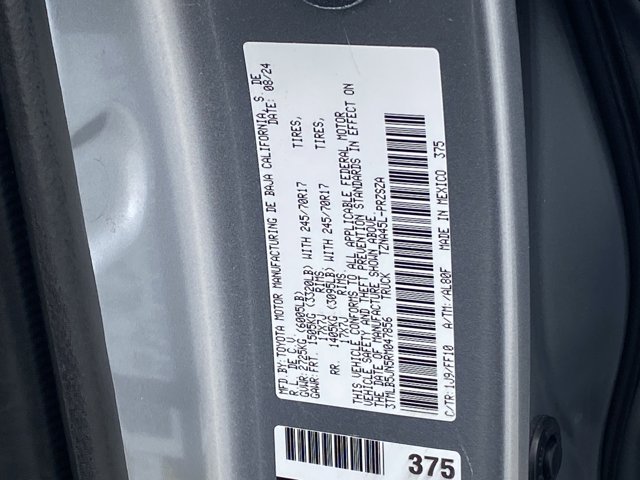 MFD.BY:TOYOTA MOTOR MANUFACTURING DE BAJA CALIFORNIA, S. DE
R.L. DE C.V. DATE: 08/24
GVWR 2725KG (6005LB)
GAWR FRT. 1505KG (3320LB) WITH 245/70R17 TIRES,
17X7J RIMS
RR. 1405KG (3095LB) WITH 245/70R17 TIRES,
17X7J RIMS
THIS VEHICLE CONFORMS TO ALL APPLICABLE FEDERAL MOTOR
VEHICLE SAFETY AND THEFT PREVENTION STANDARDS IN EFFECT ON
THE DATE OF MANUFACTURE SHOWN ABOVE.
3TMLB5JN5RM047856 TRUCK TZNA45L-PRZSZA
C/TR:1J9/FF10 A/TM:/AL80F MADE IN MEXICO 375
375